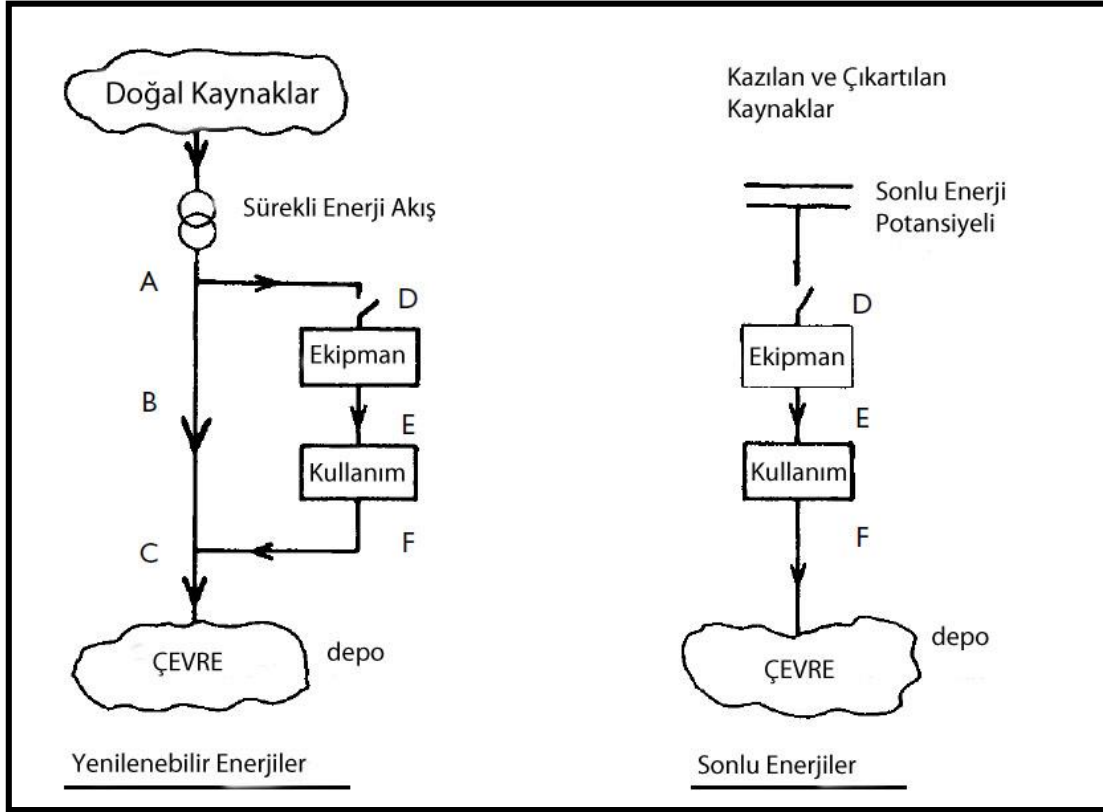 Doğal Kaynaklar
Sürekli Enerji Akış
A
D
Ekipman
B
E
Kullanım
C
F
ÇEVRE
depo
Yenilenebilir Enerjiler
Kazılan ve Çıkartılan
Kaynaklar
Sonlu Enerji
Potansiyeli
D
Ekipman
E
Kullanım
F
ÇEVRE
depo
Sonlu Enerjiler